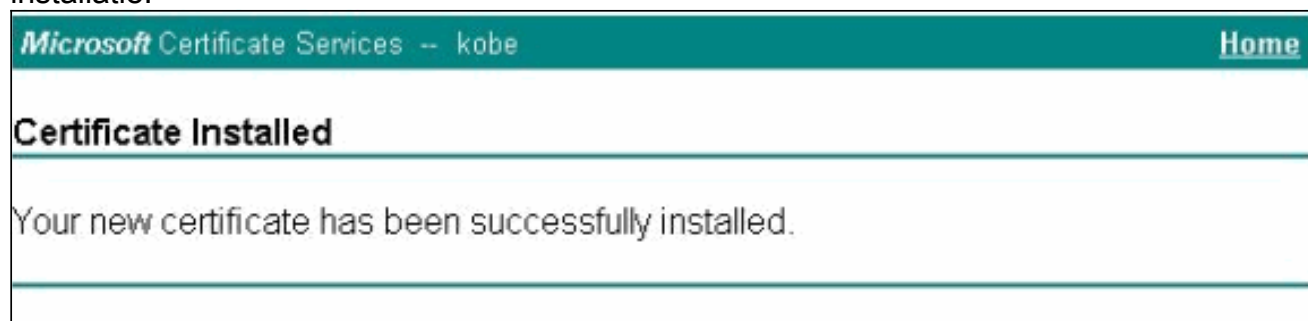 Microsoft Certificate Services -- kobe Home
Certificate Installed
Your new certificate has been successfully installed.